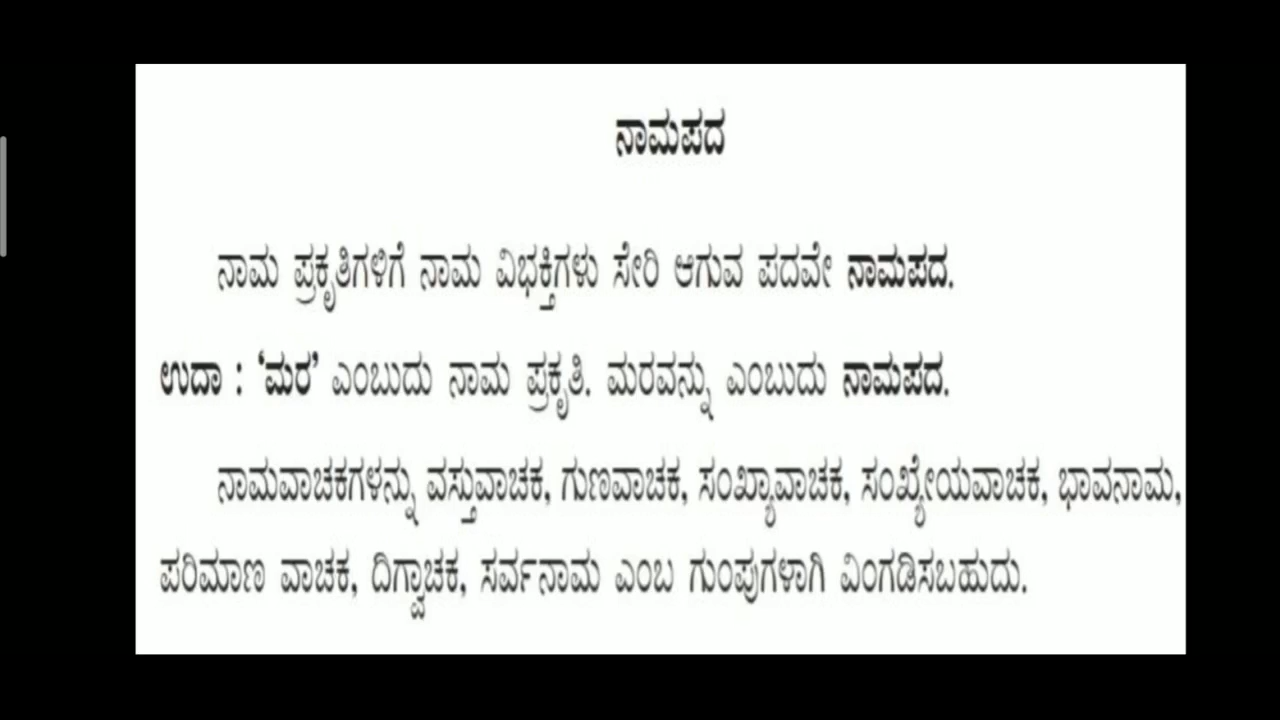 ನಾಮಪದ
ನಾಮ ಪ್ರಕೃತಿಗಳಿಗೆ ನಾಮ ವಿಭಕ್ತಿಗಳು ಸೇರಿ ಆಗುವ ಪದವೇ ನಾಮಪದ.
ಉದಾ : ‘ಮರ’ ಎಂಬುದು ನಾಮ ಪ್ರಕೃತಿ. ಮರವನ್ನು ಎಂಬುದು ನಾಮಪದ.
ನಾಮವಾಚಕಗಳನ್ನು ವಸ್ತುವಾಚಕ, ಗುಣವಾಚಕ, ಸಂಖ್ಯಾವಾಚಕ, ಸಂಖ್ಯೇಯವಾಚಕ, ಭಾವನಾಮ,
ಪರಿಮಾಣ ವಾಚಕ, ದಿಗ್ವಾಚಕ, ಸರ್ವನಾಮ ಎಂಬ ಗುಂಪುಗಳಾಗಿ ವಿಂಗಡಿಸಬಹುದು.